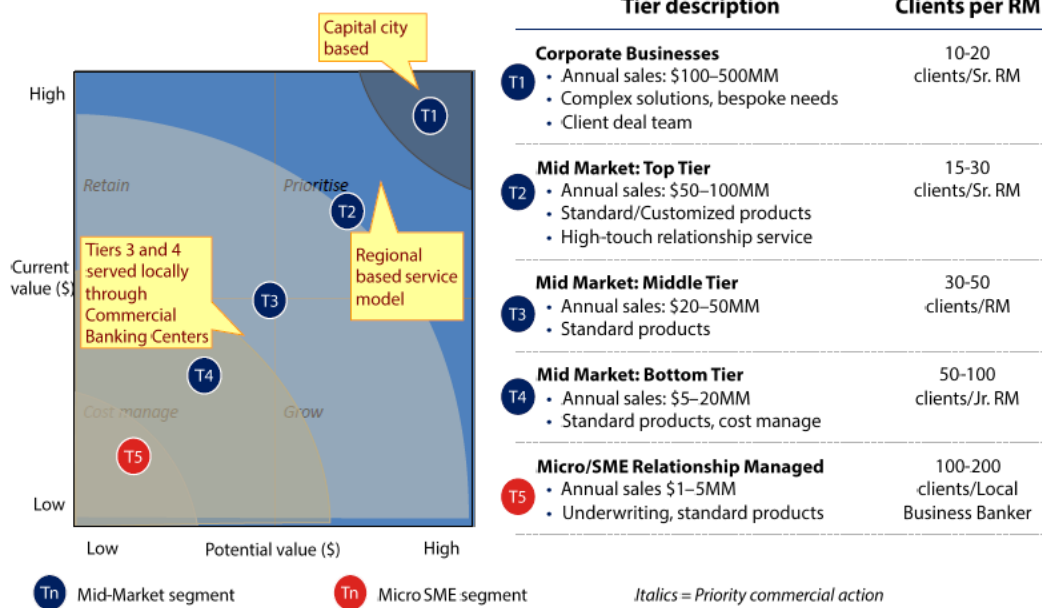 Capital city
based
High
T1
Retain
Prioritise
T2
Tiers 3 and 4
served locally
through
Commercial
Banking Centers
Regional
based service
model
Current
value ($)
T3
T4
Cost manage
Grow
T5
Low
Low
Potential value ($)
High
Tier description
Clients per RM
T1
Corporate Businesses
• Annual sales: $100–500MM
• Complex solutions, bespoke needs
• Client deal team
10-20
clients/Sr. RM
T2
Mid Market: Top Tier
• Annual sales: $50–100MM
• Standard/Customized products
• High-touch relationship service
15-30
clients/Sr. RM
T3
Mid Market: Middle Tier
• Annual sales: $20–50MM
• Standard products
30-50
clients/RM
T4
Mid Market: Bottom Tier
• Annual sales: $5–20MM
• Standard products, cost manage
50-100
clients/Jr. RM
T5
Micro/SME Relationship Managed
• Annual sales $1–5MM
• Underwriting, standard products
100-200
clients/Local
Business Banker
Tn Mid-Market segment
Tn Micro SME segment
Italics = Priority commercial action